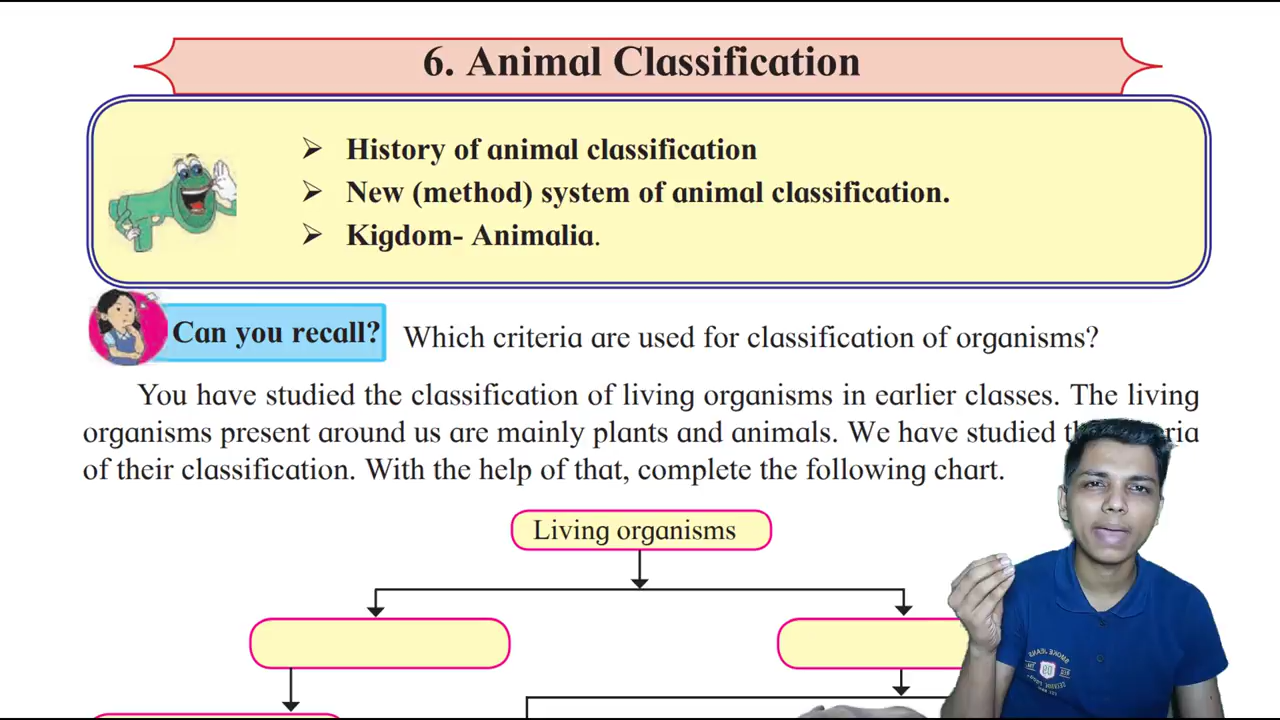 6. Animal Classification
➢ History of animal classification
➢ New (method) system of animal classification.
➢ Kigdom- Animalia.
Can you recall? Which criteria are used for classification of organisms?
You have studied the classification of living organisms in earlier classes. The living
organisms present around us are mainly plants and animals. We have studied
of their classification. With the help of that, complete the following chart.
Living organisms